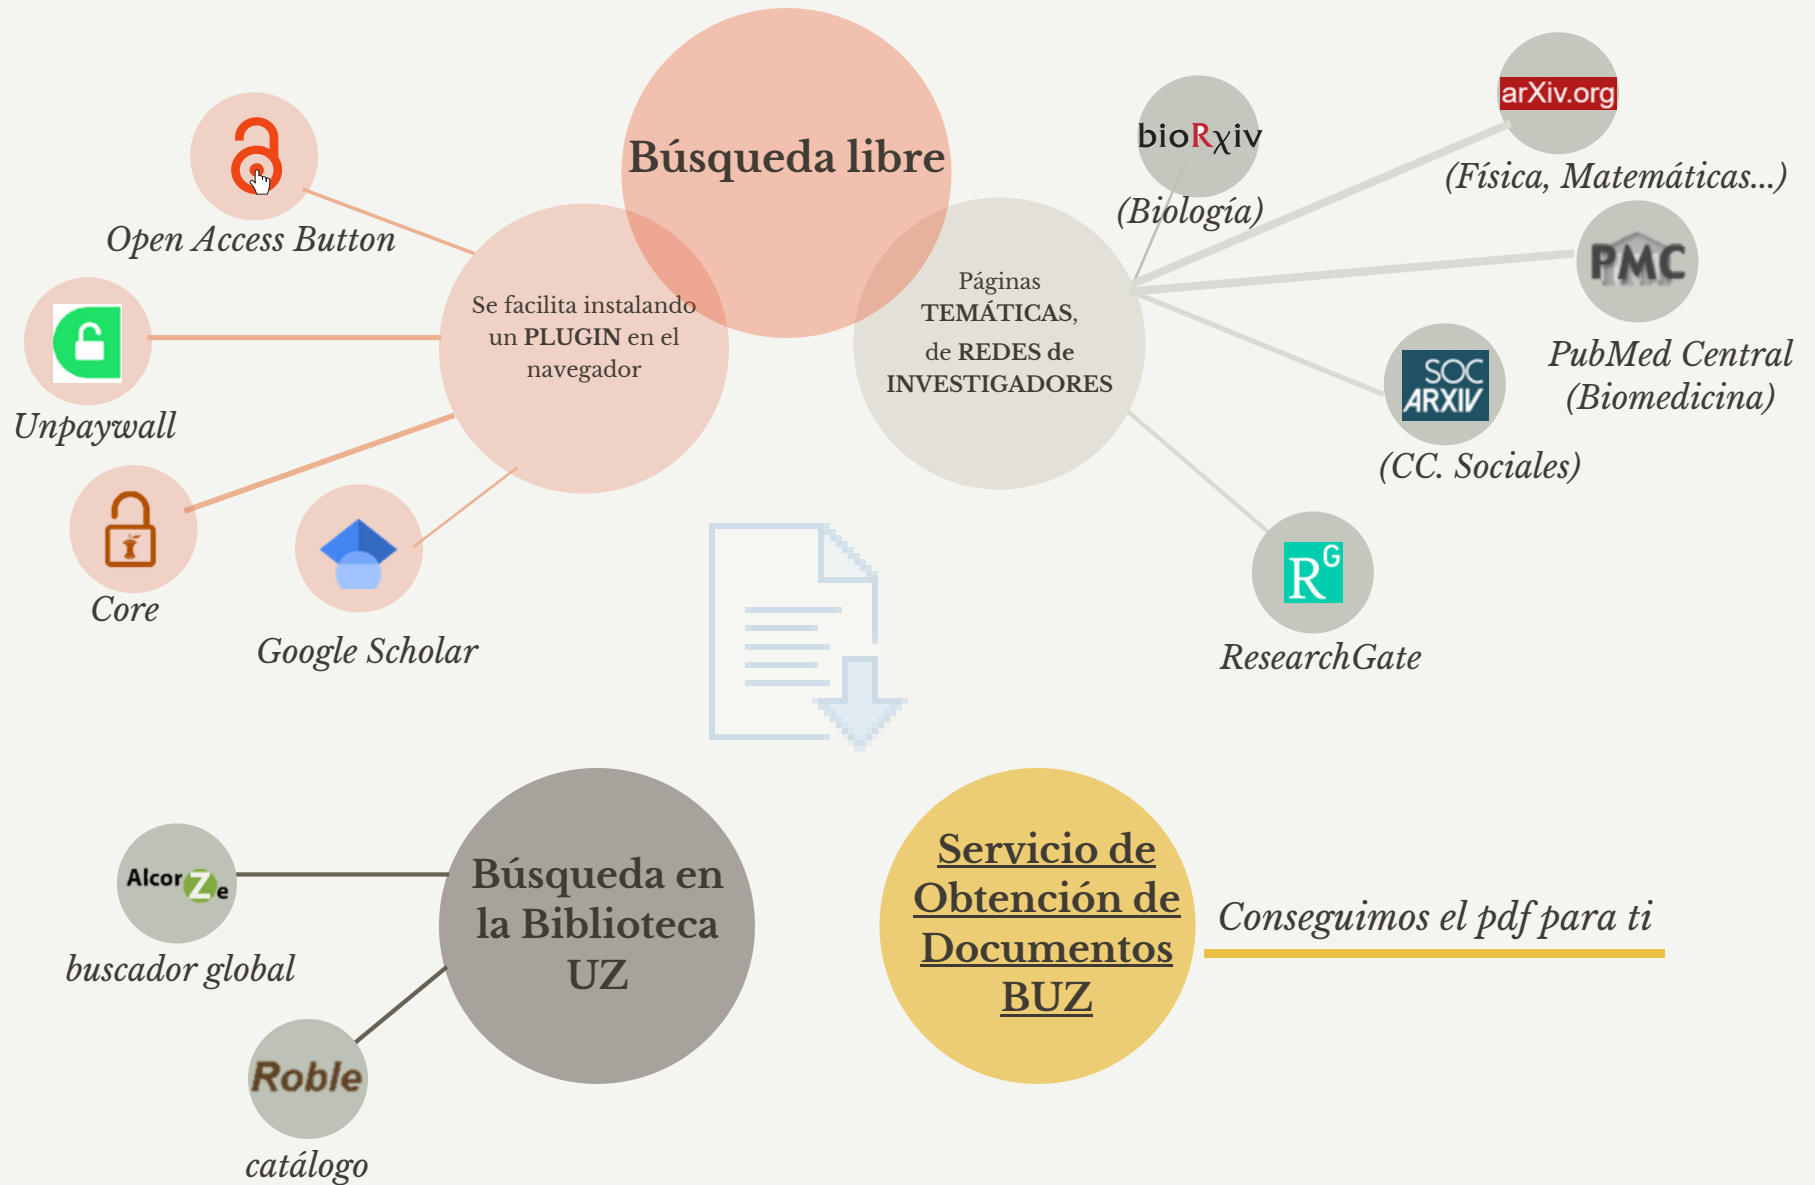 Búsqueda libre
Open Access Button
Unpaywall
Core
Google Scholar
Se facilita instalando
un PLUGIN en el
navegador
Páginas
TEMÁTICAS,
de REDES de
INVESTIGADORES
bioRχiv
(Biología)
arXiv.org
(Física, Matemáticas...)
PMC
PubMed Central
(Biomedicina)
SOC
ARXIV
(CC. Sociales)
RG
ResearchGate
Búsqueda en
la Biblioteca
UZ
AlcorZe
buscador global
Roble
catálogo
Servicio de
Obtención de
Documentos
BUZ
Conseguimos el pdf para ti